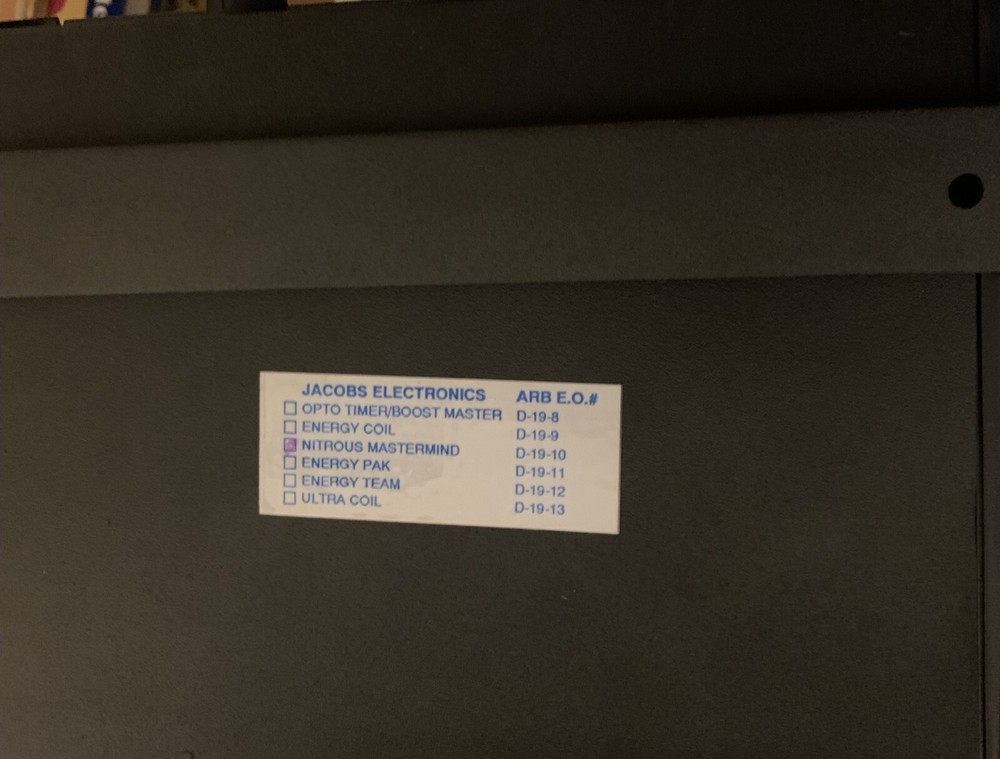 JACOBS ELECTRONICS ARB E.O.#
OPTO TIMER/BOOST MASTER D-19-8
ENERGY COIL D-19-9
NITROUS MASTERMIND D-19-10
ENERGY PAK D-19-11
ENERGY TEAM D-19-12
ULTRA COIL D-19-13